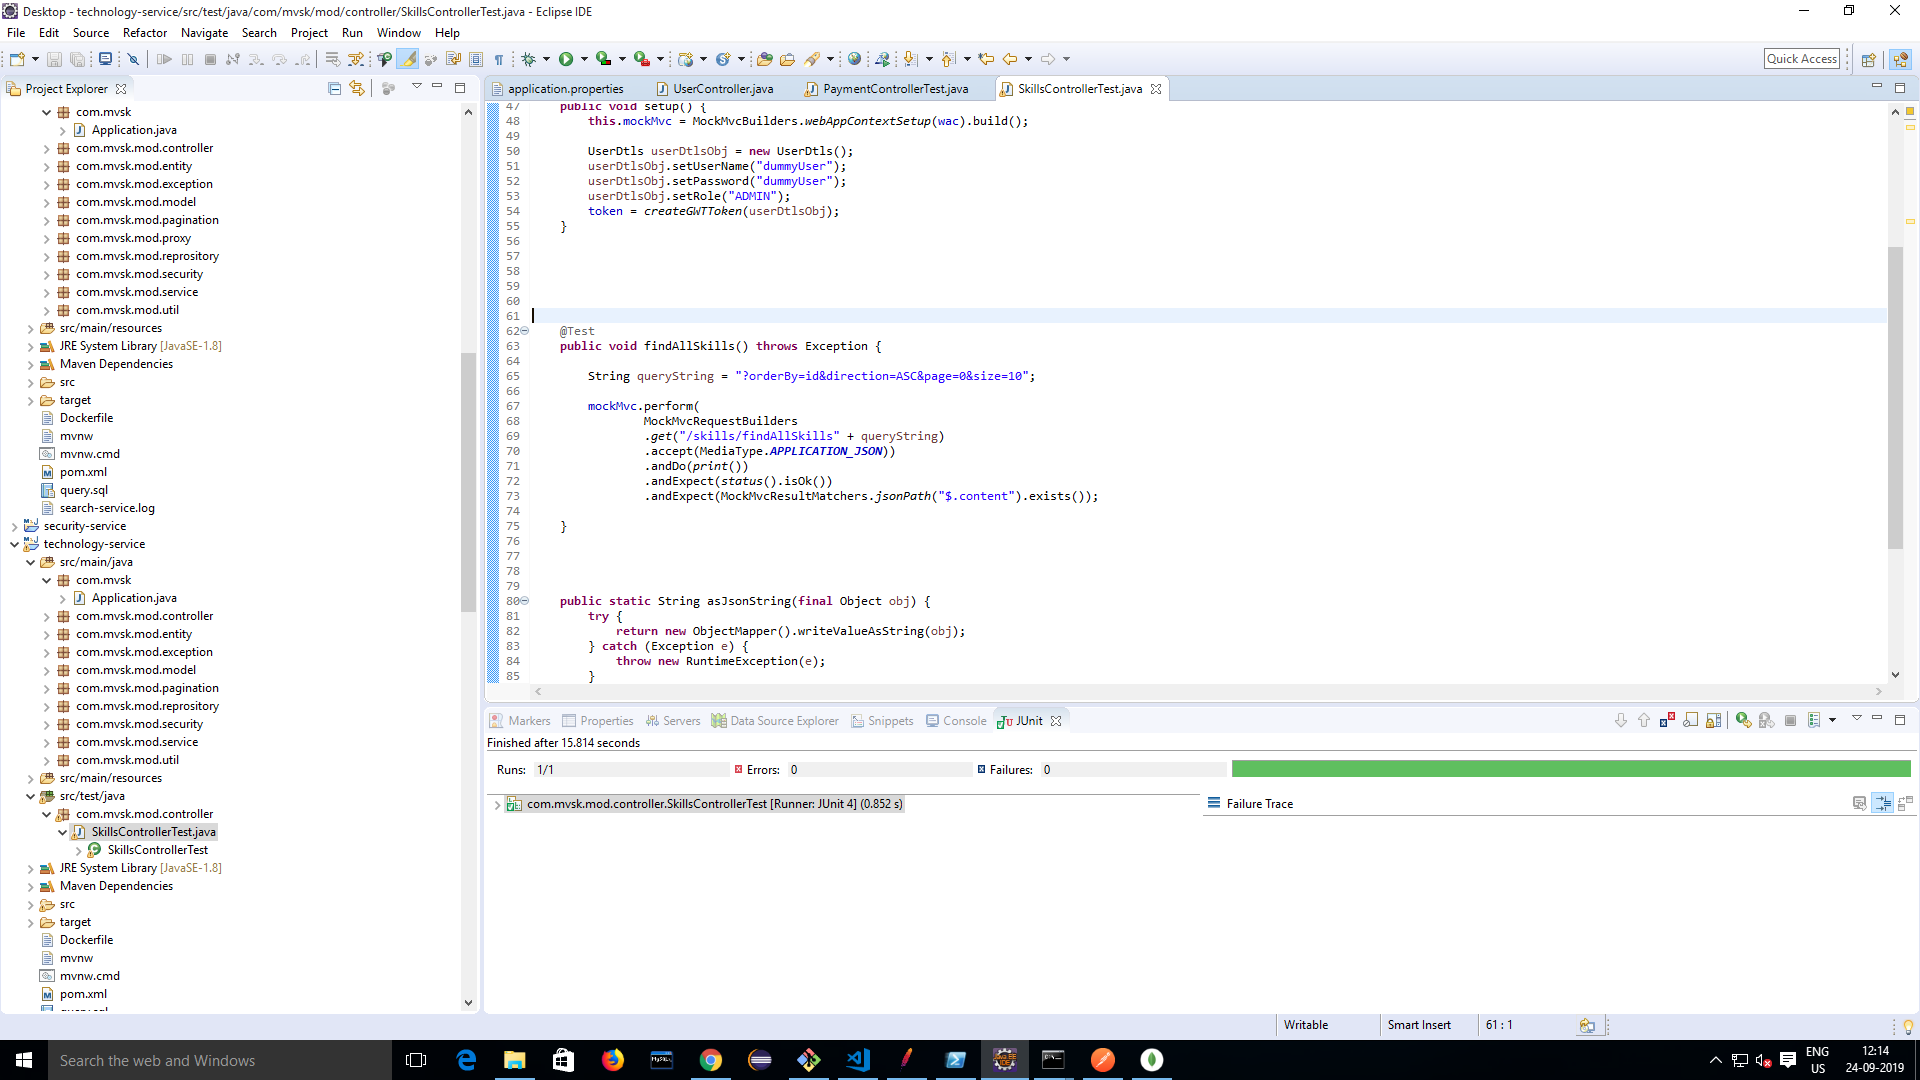 Desktop - technology-service/src/test/java/com/mvsk/mod/controller/SkillsControllerTest.java - Eclipse IDE
File Edit Source Refactor Navigate Search Project Run Window Help
Quick Access
Project Explorer
com.mvsk
Application.java
com.mvsk.mod.controller
com.mvsk.mod.entity
com.mvsk.mod.exception
com.mvsk.mod.model
com.mvsk.mod.pagination
com.mvsk.mod.proxy
com.mvsk.mod.reprository
com.mvsk.mod.security
com.mvsk.mod.service
com.mvsk.mod.util
src/main/resources
JRE System Library [JavaSE-1.8]
Maven Dependencies
src
target
Dockerfile
mvnw
mvnw.cmd
pom.xml
query.sql
search-service.log
security-service
technology-service
src/main/java
com.mvsk
Application.java
com.mvsk.mod.controller
com.mvsk.mod.entity
com.mvsk.mod.exception
com.mvsk.mod.model
com.mvsk.mod.pagination
com.mvsk.mod.reprository
com.mvsk.mod.security
com.mvsk.mod.service
com.mvsk.mod.util
src/main/resources
src/test/java
com.mvsk.mod.controller
SkillsControllerTest.java
SkillsControllerTest
JRE System Library [JavaSE-1.8]
Maven Dependencies
src
target
Dockerfile
mvnw
mvnw.cmd
pom.xml
application.properties UserController.java PaymentControllerTest.java SkillsControllerTest.java
47 public void setup() {
48 this.mockMvc = MockMvcBuilders.webAppContextSetup(wac).build();
49
50 UserDtls userDtlsObj = new UserDtls();
51 userDtlsObj.setUserName("dummyUser");
52 userDtlsObj.setPassword("dummyUser");
53 userDtlsObj.setRole("ADMIN");
54 token = createGWTToken(userDtlsObj);
55 }
56
57
58
59
60
61
62 @Test
63 public void findAllSkills() throws Exception {
64
65 String queryString = "?orderBy=id&direction=ASC&page=0&size=10";
66
67 mockMvc.perform(
68 MockMvcRequestBuilders
69 .get("/skills/findAllSkills" + queryString)
70 .accept(MediaType.APPLICATION_JSON))
71 .andDo(print())
72 .andExpect(status().isOk())
73 .andExpect(MockMvcResultMatchers.jsonPath("$.content").exists());
74
75 }
76
77
78
79
80 public static String asJsonString(final Object obj) {
81 try {
82 return new ObjectMapper().writeValueAsString(obj);
83 } catch (Exception e) {
84 throw new RuntimeException(e);
85 }
Markers Properties Servers Data Source Explorer Snippets Console JUnit
Finished after 15.814 seconds
Runs: 1/1 Errors: 0 Failures: 0
com.mvsk.mod.controller.SkillsControllerTest [Runner: JUnit 4] (0.852 s)
Failure Trace
Writable Smart Insert 61 : 1
Search the web and Windows
ENG
US
12:14
24-09-2019